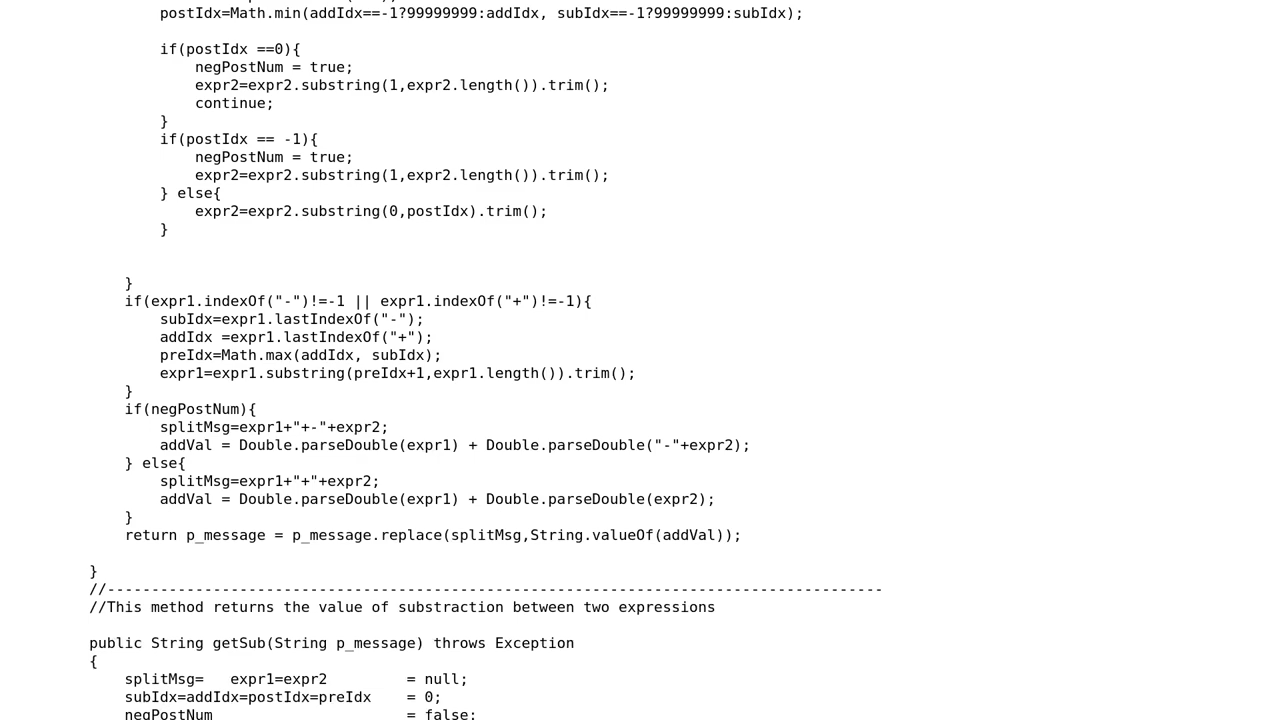 postIdx=Math.min(addIdx==-1?99999999:addIdx, subIdx==-1?99999999:subIdx);
if(postIdx ==0){
negPostNum = true;
expr2=expr2.substring(1,expr2.length()).trim();
continue;
}
if(postIdx == -1){
negPostNum = true;
expr2=expr2.substring(1,expr2.length()).trim();
} else{
expr2=expr2.substring(0,postIdx).trim();
}
}
if(expr1.indexOf("-")!=-1 || expr1.indexOf("+")!=-1){
subIdx=expr1.lastIndexOf("-");
addIdx =expr1.lastIndexOf("+");
preIdx=Math.max(addIdx, subIdx);
expr1=expr1.substring(preIdx+1,expr1.length()).trim();
}
if(negPostNum){
splitMsg=expr1+"+-"+expr2;
addVal = Double.parseDouble(expr1) + Double.parseDouble("-"+expr2);
} else{
splitMsg=expr1+"+"+expr2;
addVal = Double.parseDouble(expr1) + Double.parseDouble(expr2);
}
return p_message = p_message.replace(splitMsg,String.valueOf(addVal));
}
//----------------------------------------------------------------------------------------
//This method returns the value of substraction between two expressions
public String getSub(String p_message) throws Exception
{
splitMsg=   expr1=expr2         = null;
subIdx=addIdx=postIdx=preIdx    = 0;
negPostNum                      = false;